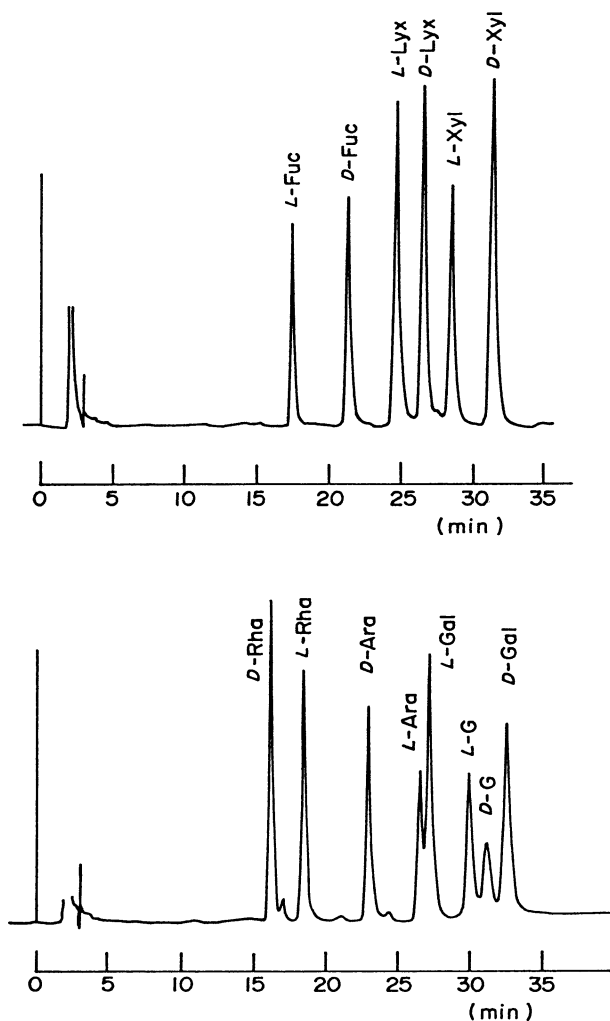 L-Fuc
D-Fuc
L-Lyx
D-Lyx
L-Xyl
D-Xyl
0 5 10 15 20 25 30 35
(min)
D-Rha
L-Rha
D-Ara
L-Ara
L-Gal
L-G
D-G
D-Gal
0 5 10 15 20 25 30 35
(min)